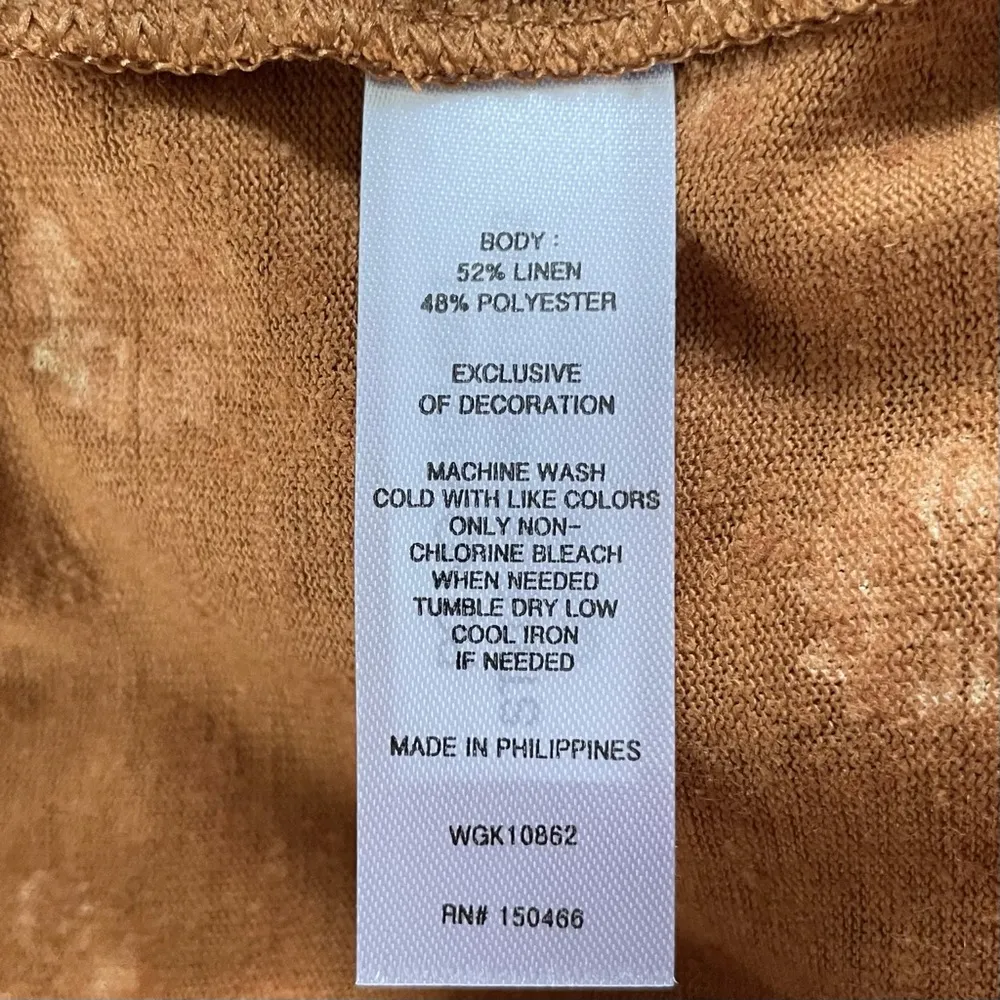 BODY :
52% LINEN
48% POLYESTER
EXCLUSIVE
OF DECORATION
MACHINE WASH
COLD WITH LIKE COLORS
ONLY NON-
CHLORINE BLEACH
WHEN NEEDED
TUMBLE DRY LOW
COOL IRON
IF NEEDED
MADE IN PHILIPPINES
WGK10862
RN# 150466